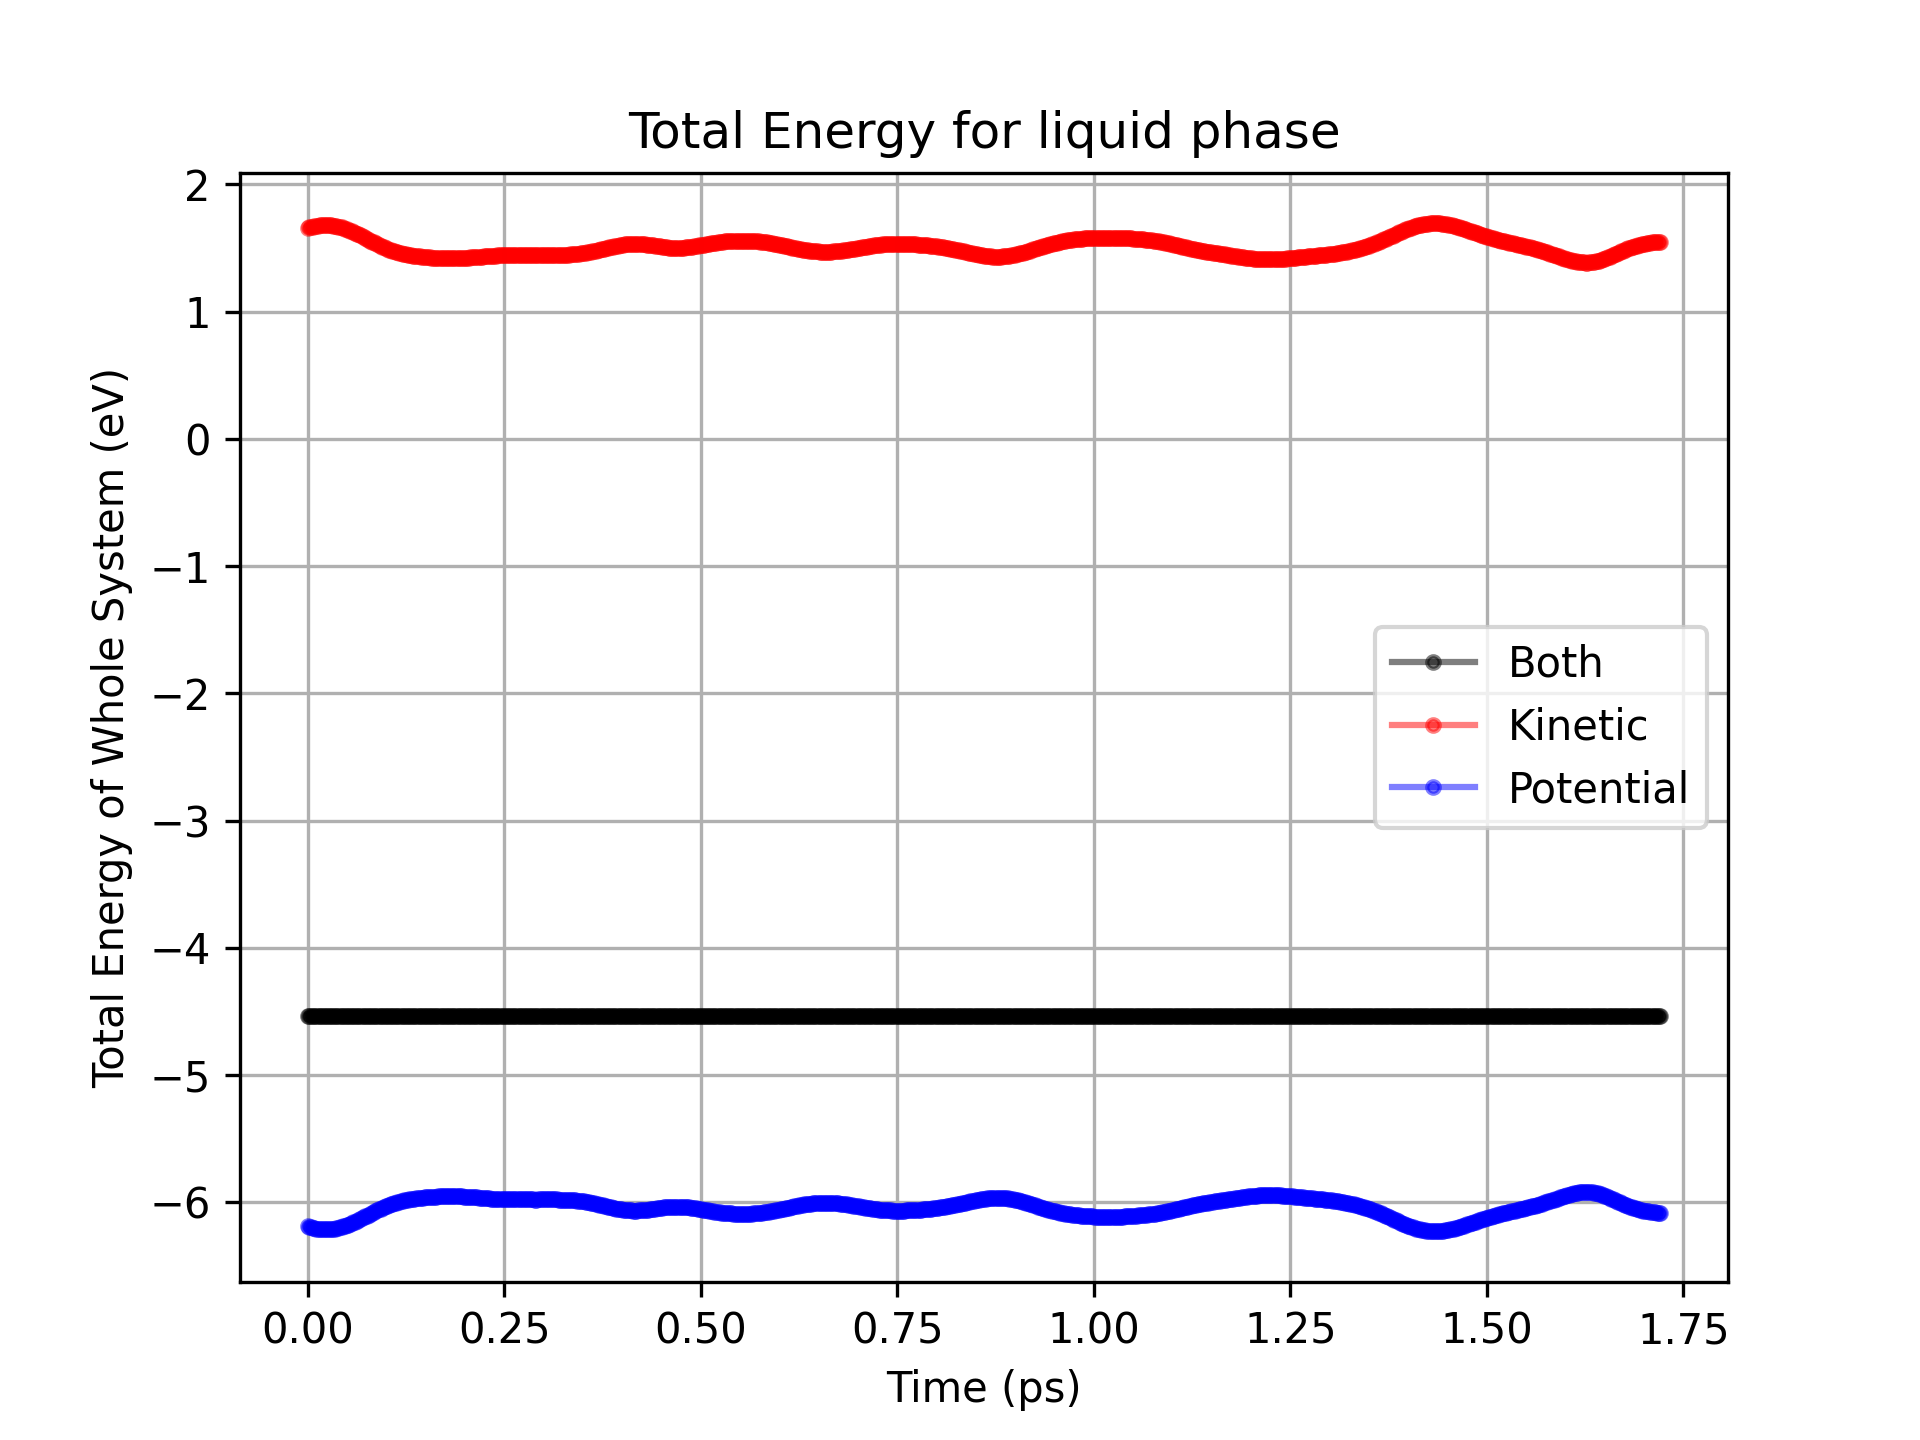 Total Energy for liquid phase
Total Energy of Whole System (eV)
2
1
0
−1
−2
−3
−4
−5
−6
Both
Kinetic
Potential
0.00 0.25 0.50 0.75 1.00 1.25 1.50 1.75
Time (ps)